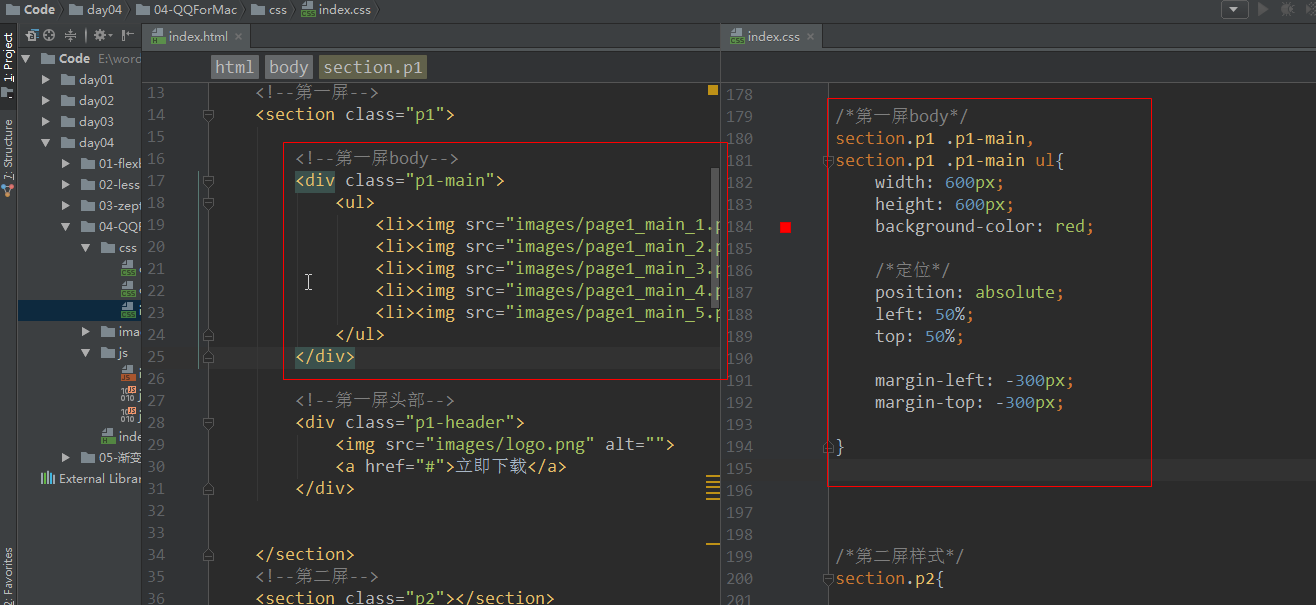 Code day04 04-QQForMac css index.css
1: Project
7: Structure
2: Favorites
Code E:\word
day01
day02
day03
day04
01-flexl
02-less
03-zept
04-QQF
css
ima
js
inde
05-渐变
External Librar
index.html
html body section.p1
13 <!--第一屏-->
14 <section class="p1">
15
16 <!--第一屏body-->
17 <div class="p1-main">
18 <ul>
19 <li><img src="images/page1_main_1.p
20 <li><img src="images/page1_main_2.p
21 <li><img src="images/page1_main_3.p
22 <li><img src="images/page1_main_4.p
23 <li><img src="images/page1_main_5.p
24 </ul>
25 </div>
26
27 <!--第一屏头部-->
28 <div class="p1-header">
29 <img src="images/logo.png" alt="">
30 <a href="#">立即下载</a>
31 </div>
32
33
34 </section>
35 <!--第二屏-->
36 <section class="p2"></section>
index.css
178
179 /*第一屏body*/
180 section.p1 .p1-main,
181 section.p1 .p1-main ul{
182 width: 600px;
183 height: 600px;
184 background-color: red;
185
186 /*定位*/
187 position: absolute;
188 left: 50%;
189 top: 50%;
190
191 margin-left: -300px;
192 margin-top: -300px;
193
194 }
195
196
197
198
199 /*第二屏样式*/
200 section.p2{
201